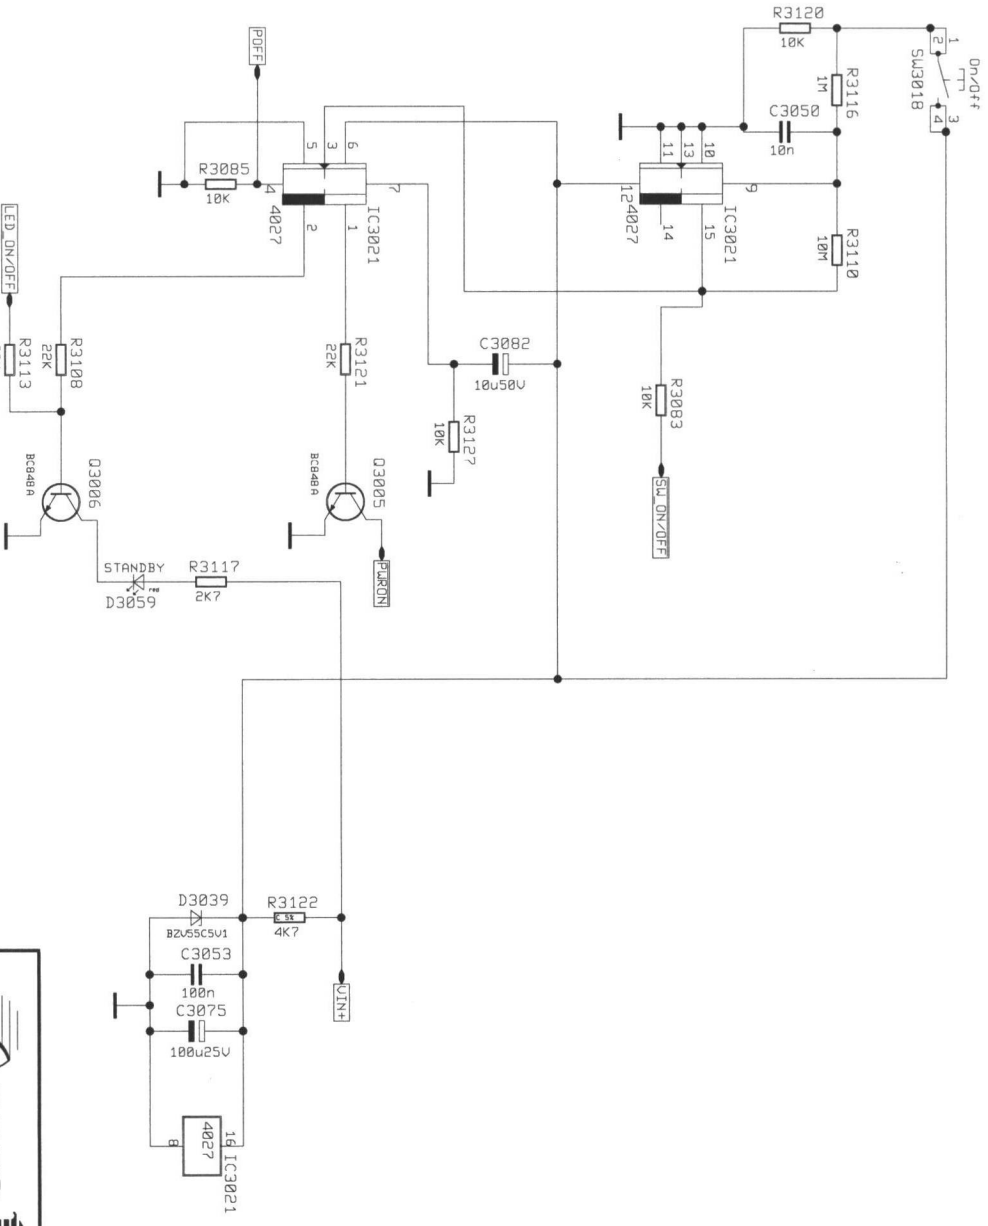 R3120
10K
On/Off
SW3018
1
2
3
4
R3116
1M
C3050
10n
POFF
5
3
6
11
13
10
R3085
10K
4
7
4027
IC3021
2
1
12
9
4027
IC3021
14
15
R3110
10M
LED_ON/OFF
R3113
R3108
22K
R3121
22K
C3082
10u50V
R3127
10K
R3083
10K
SW_ON/OFF
BC848A
Q3006
BC848A
Q3005
PWRON
STANDBY
red
D3059
R3117
2K7
D3039
BZV55C5V1
R3122
4K7
C3053
100n
C3075
100u25V
VIN+
8
4027
16
IC3021